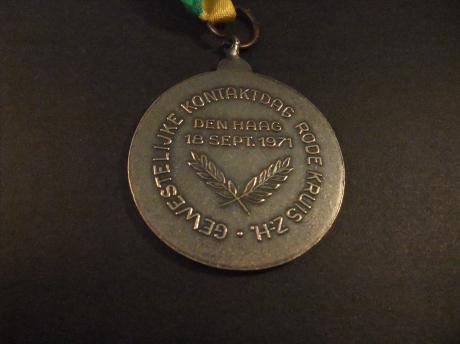 GEWESTELIJKE KONTAKTDAG RODE KRUIS Z-H.
DEN HAAG
18 SEPT. 1971